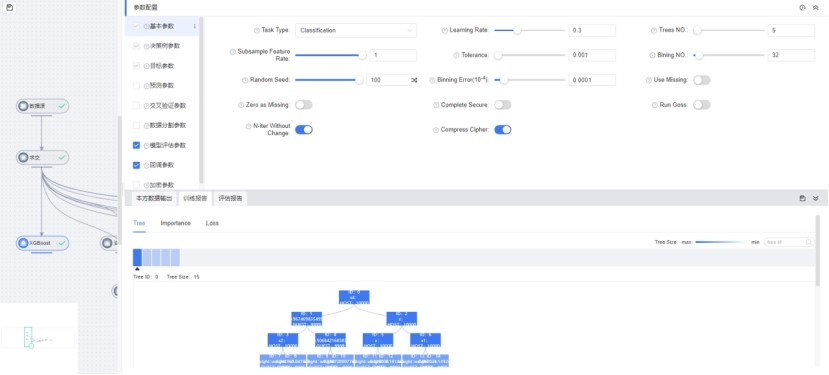 参数配置
基本参数
决策树参数
目标参数
预测参数
交叉验证参数
数据分割参数
模型评估参数
回调参数
加密参数
Task Type: Classification
Learning Rate: 0.3
Trees NO.: 5
Subsample Feature Rate: 1
Tolerance: 0.001
Bining NO.: 32
Random Seed: 100
Binning Error(10⁻⁴): 0.0001
Use Missing:
Zero as Missing:
Complete Secure:
Run Goss:
N-Iter Without Change:
Compress Cipher:
数据源
求交
XGBoost
本方数据输出 训练报告 评估报告
Tree Importance Loss
Tree Size: max min
Tree ID: 0 Tree Size: 15
ID: 0
ID: 1
ID: 2